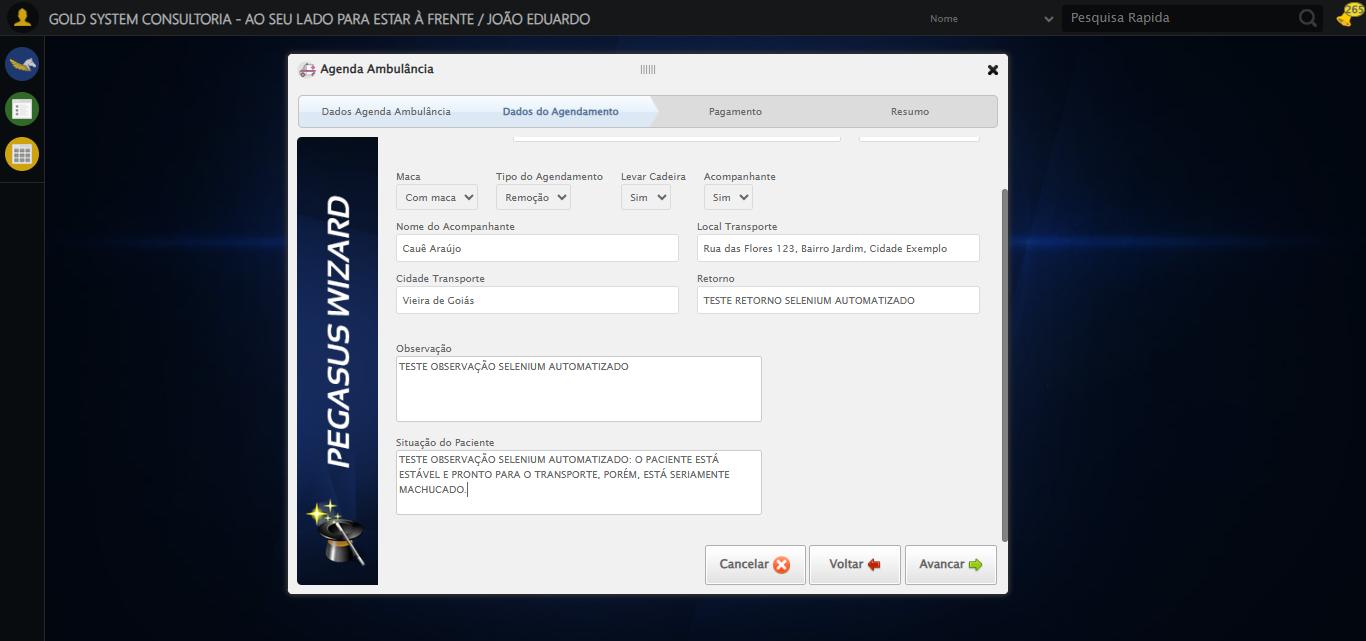 GOLD SYSTEM CONSULTORIA - AO SEU LADO PARA ESTAR À FRENTE / JOÃO EDUARDO
Nome
Pesquisa Rapida
265
Agenda Ambulância
Dados Agenda Ambulância
Dados do Agendamento
Pagamento
Resumo
PEGASUS WIZARD
Maca
Tipo do Agendamento
Levar Cadeira
Acompanhante
Com maca
Remoção
Sim
Sim
Nome do Acompanhante
Local Transporte
Cauê Araújo
Rua das Flores 123, Bairro Jardim, Cidade Exemplo
Cidade Transporte
Retorno
Vieira de Goiás
TESTE RETORNO SELENIUM AUTOMATIZADO
Observação
TESTE OBSERVAÇÃO SELENIUM AUTOMATIZADO
Situação do Paciente
TESTE OBSERVAÇÃO SELENIUM AUTOMATIZADO: O PACIENTE ESTÁ
ESTÁVEL E PRONTO PARA O TRANSPORTE, PORÉM, ESTÁ SERIAMENTE
MACHUCADO.
Cancelar
Voltar
Avancar